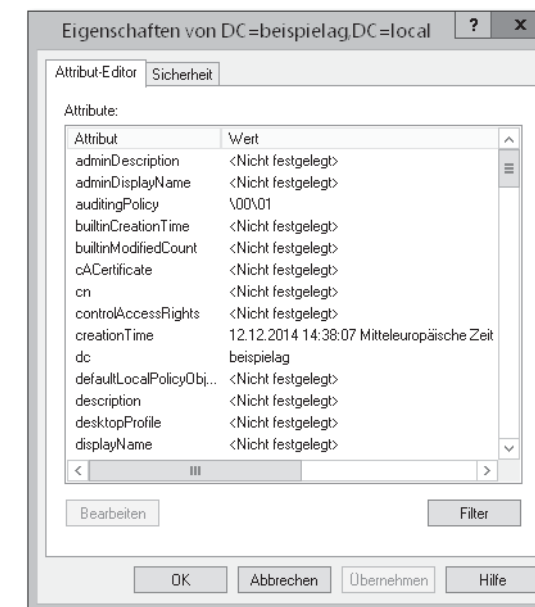 Eigenschaften von DC=beispielag,DC=local ? x
Attribut-Editor Sicherheit
Attribute:
Attribut Wert
adminDescription <Nicht festgelegt>
adminDisplayName <Nicht festgelegt>
auditingPolicy \00\01
builtinCreationTime <Nicht festgelegt>
builtinModifiedCount <Nicht festgelegt>
cACertificate <Nicht festgelegt>
cn <Nicht festgelegt>
controlAccessRights <Nicht festgelegt>
creationTime 12.12.2014 14:38:07 Mitteleuropäische Zeit
dc beispielag
defaultLocalPolicyObj... <Nicht festgelegt>
description <Nicht festgelegt>
desktopProfile <Nicht festgelegt>
displayName <Nicht festgelegt>
Bearbeiten Filter
OK Abbrechen Übernehmen Hilfe